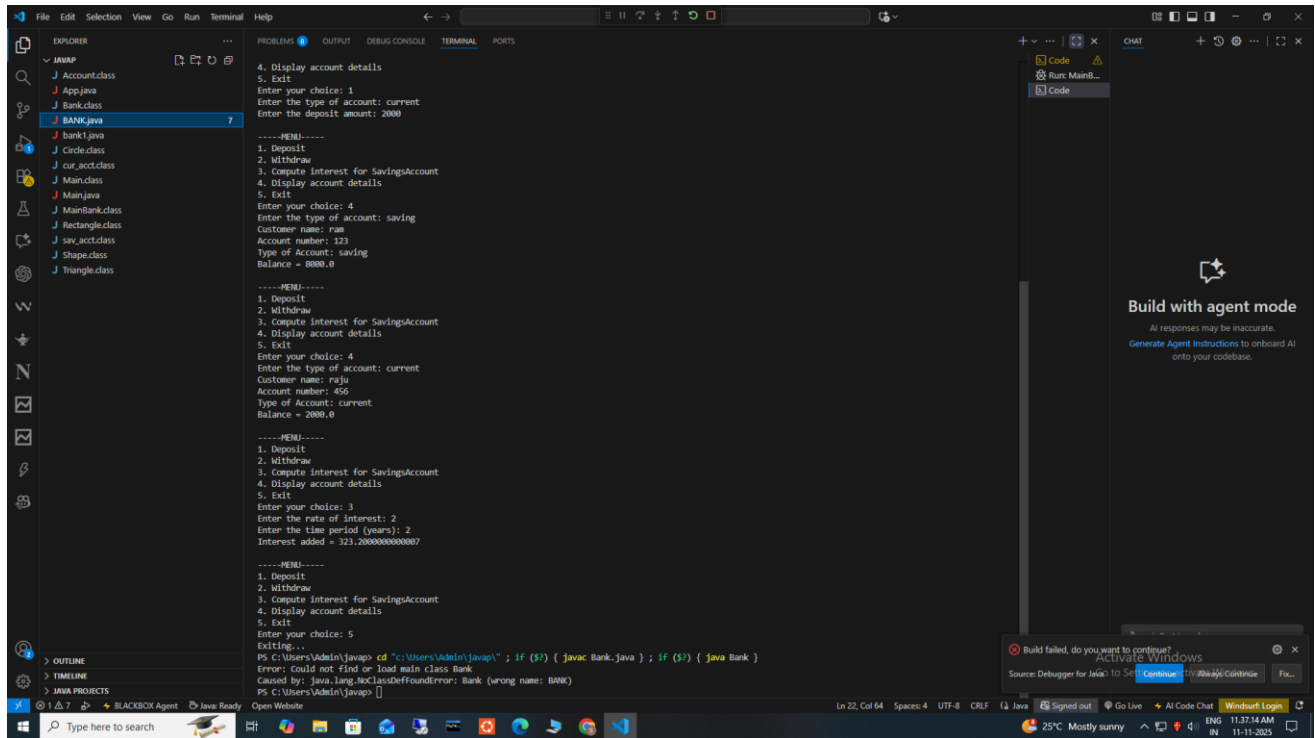 File Edit Selection View Go Run Terminal Help
EXPLORER
JAVAP
Account.class
App.java
Bank.class
BANK.java 7
bank1.java
Circle.class
cur_acct.class
Main.class
Main.java
MainBank.class
Rectangle.class
sav_acct.class
Shape.class
Triangle.class
OUTLINE
TIMELINE
JAVA PROJECTS
PROBLEMS 8 OUTPUT DEBUG CONSOLE TERMINAL PORTS
4. Display account details
5. Exit
Enter your choice: 1
Enter the type of account: current
Enter the deposit amount: 2000
-----MENU-----
1. Deposit
2. Withdraw
3. Compute interest for SavingsAccount
4. Display account details
5. Exit
Enter your choice: 4
Enter the type of account: saving
Customer name: ram
Account number: 123
Type of Account: saving
Balance = 8000.0
-----MENU-----
1. Deposit
2. Withdraw
3. Compute interest for SavingsAccount
4. Display account details
5. Exit
Enter your choice: 4
Enter the type of account: current
Customer name: raju
Account number: 456
Type of Account: current
Balance = 2000.0
-----MENU-----
1. Deposit
2. Withdraw
3. Compute interest for SavingsAccount
4. Display account details
5. Exit
Enter your choice: 3
Enter the rate of interest: 2
Enter the time period (years): 2
Interest added = 323.2000000000007
-----MENU-----
1. Deposit
2. Withdraw
3. Compute interest for SavingsAccount
4. Display account details
5. Exit
Enter your choice: 5
Exiting...
PS C:\Users\Admin\javap> cd "c:\Users\Admin\javap\" ; if ($?) { javac Bank.java } ; if ($?) { java Bank }
Error: Could not find or load main class Bank
Caused by: java.lang.NoClassDefFoundError: Bank (wrong name: BANK)
PS C:\Users\Admin\javap>
Code
Run: MainB...
Code
CHAT
Build with agent mode
AI responses may be inaccurate.
Generate Agent Instructions to onboard AI
onto your codebase.
Build failed, do you want to continue?
Activate Windows
Source: Debugger for Java
Go to Settings to activate Windows.
Continue Always Continue Fix...
1 7 BLACKBOX Agent Java: Ready Open Website Ln 22, Col 64 Spaces: 4 UTF-8 CRLF Java Signed out Go Live AI Code Chat Windsurf: Login
Type here to search
25°C Mostly sunny
ENG 11.37.14 AM
IN 11-11-2025